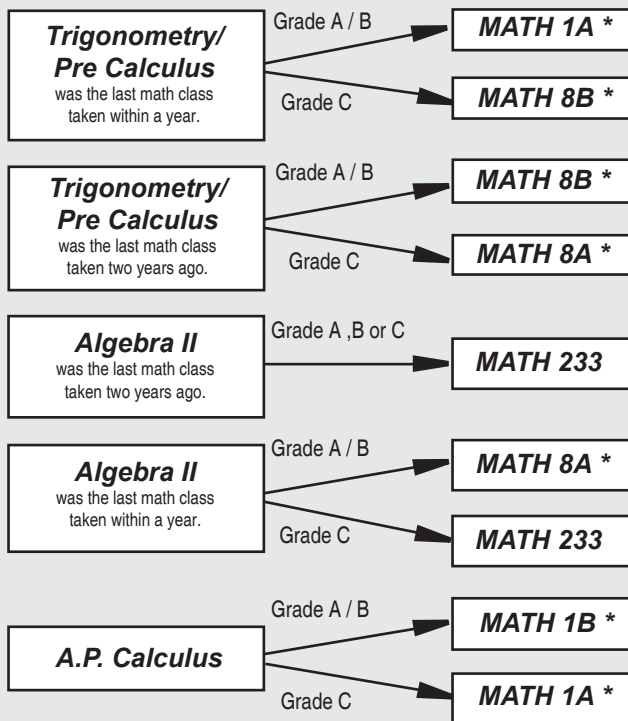 Trigonometry/
Pre Calculus
was the last math class
taken within a year.
Grade A / B
MATH 1A *
Grade C
MATH 8B *
Trigonometry/
Pre Calculus
was the last math class
taken two years ago.
Grade A / B
MATH 8B *
Grade C
MATH 8A *
Algebra II
was the last math class
taken two years ago.
Grade A ,B or C
MATH 233
Algebra II
was the last math class
taken within a year.
Grade A / B
MATH 8A *
Grade C
MATH 233
A.P. Calculus
Grade A / B
MATH 1B *
Grade C
MATH 1A *